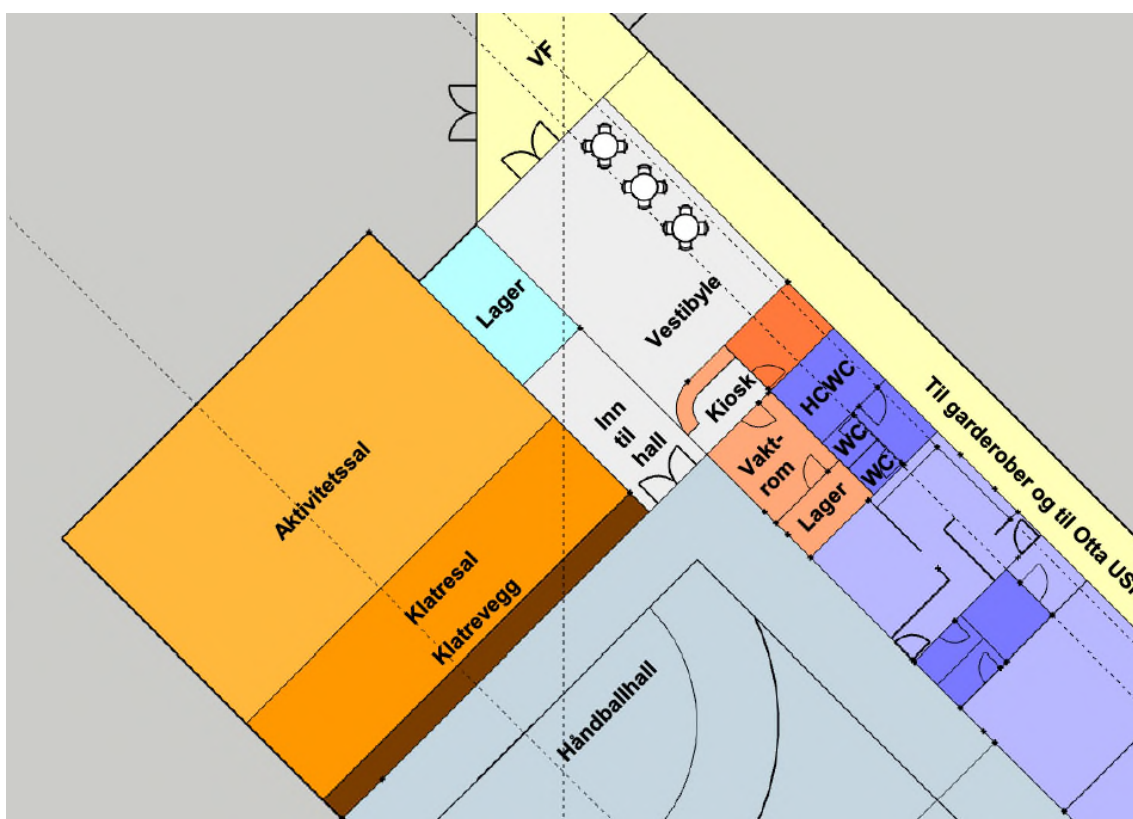 VF
Lager
Vestibyle
Inn
til
hall
Kiosk
HCWC
WC
WC
Vakt-
rom
Lager
Til garderober og til Otta US
Aktivitetssal
Klatresal
Klatrevegg
Håndballhall